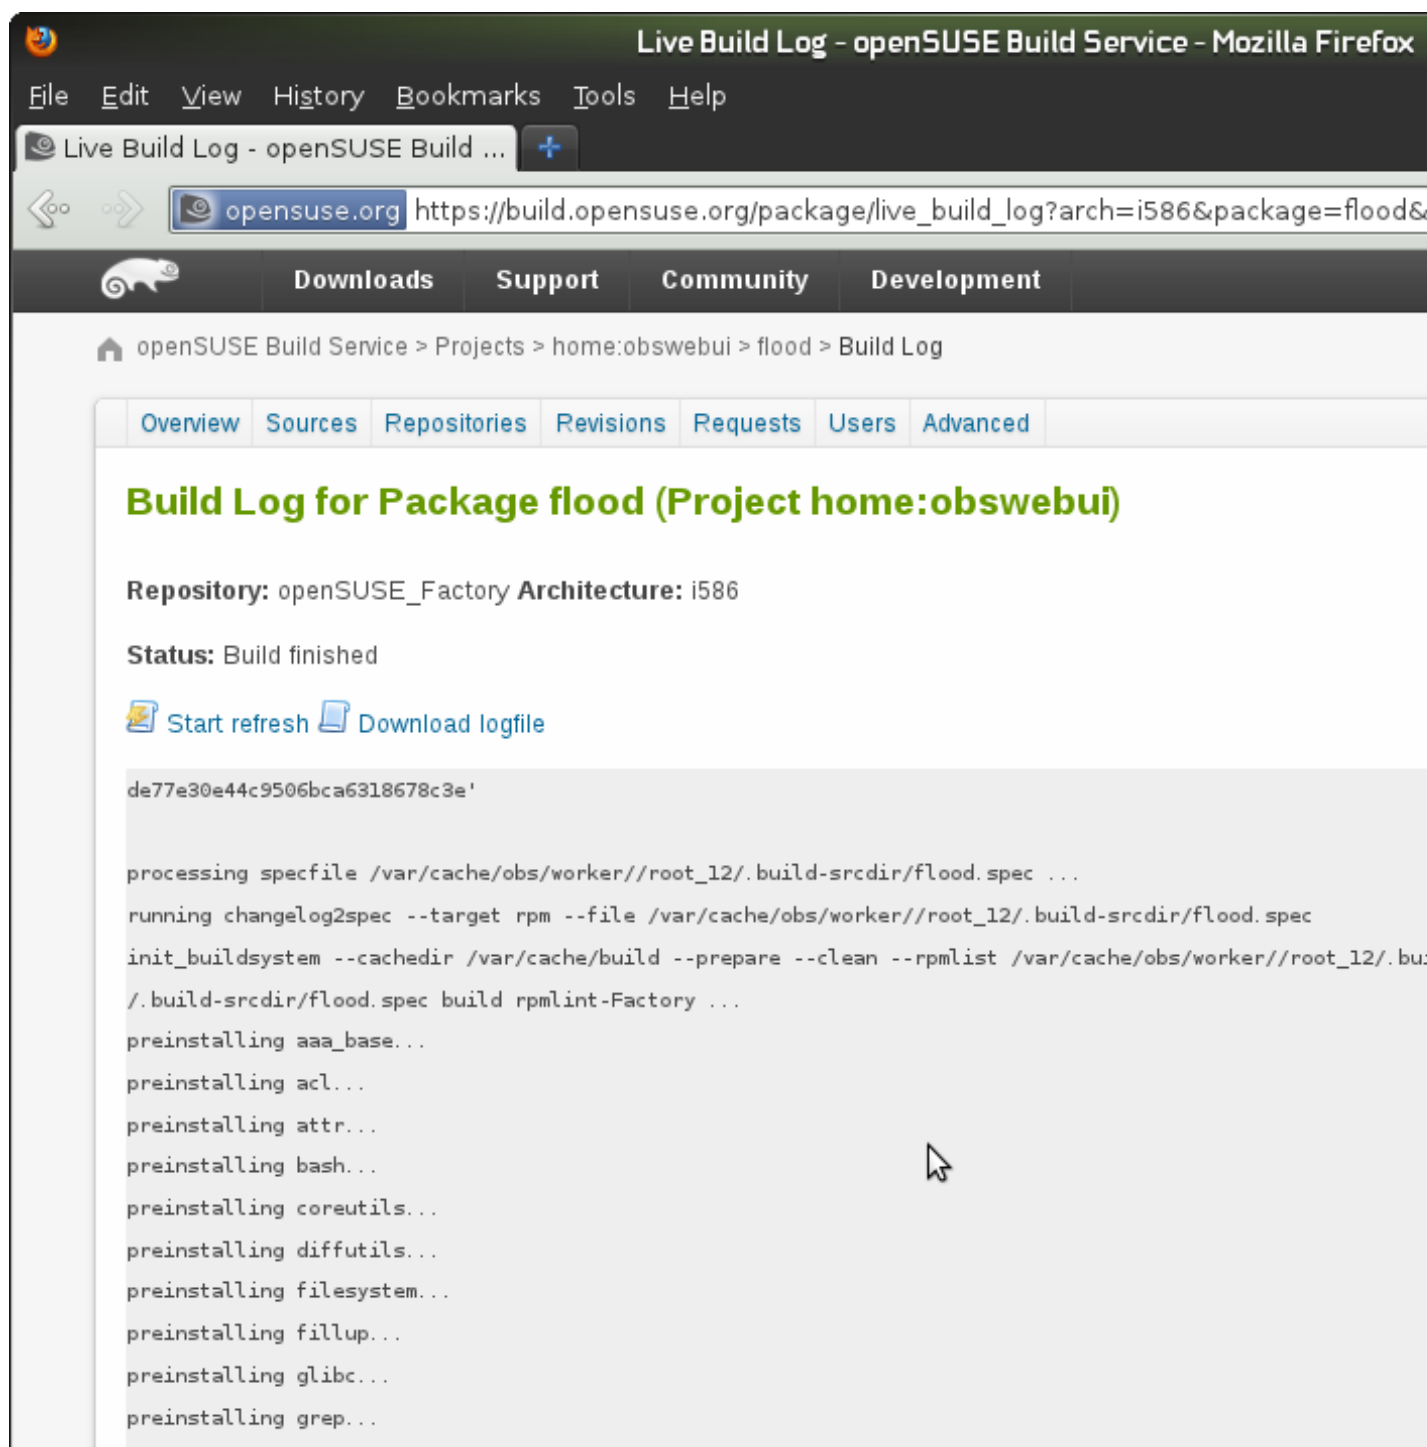 Live Build Log - openSUSE Build Service - Mozilla Firefox
File Edit View History Bookmarks Tools Help
Live Build Log - openSUSE Build ...
opensuse.org https://build.opensuse.org/package/live_build_log?arch=i586&package=flood&
Downloads Support Community Development
openSUSE Build Service > Projects > home:obswebui > flood > Build Log
Overview Sources Repositories Revisions Requests Users Advanced
Build Log for Package flood (Project home:obswebui)
Repository: openSUSE_Factory Architecture: i586
Status: Build finished
Start refresh Download logfile
de77e30e44c9506bca6318678c3e'
processing specfile /var/cache/obs/worker//root_12/.build-srcdir/flood.spec ...
running changelog2spec --target rpm --file /var/cache/obs/worker//root_12/.build-srcdir/flood.spec
init_buildsystem --cachedir /var/cache/build --prepare --clean --rpmlist /var/cache/obs/worker//root_12/.bui
/.build-srcdir/flood.spec build rpmlint-Factory ...
preinstalling aaa_base...
preinstalling acl...
preinstalling attr...
preinstalling bash...
preinstalling coreutils...
preinstalling diffutils...
preinstalling filesystem...
preinstalling fillup...
preinstalling glibc...
preinstalling grep...